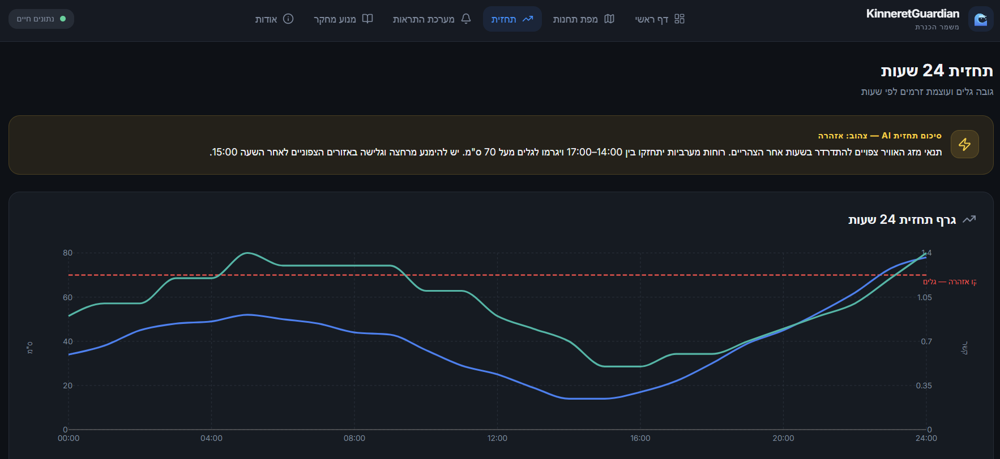 KinneretGuardian
משמר הכנרת
דף ראשי
מפת תחנות
תחזית
מערכת התראות
מנוע מחקר
אודות
נתונים חיים
תחזית 24 שעות
גובה גלים ועוצמת זרמים לפי שעות
סיכום תחזית AI — צהוב: אזהרה
תנאי מזג האוויר צפויים להתדרדר בשעות אחר הצהריים. רוחות מערביות יתחזקו בין 14:00–17:00 ויגרמו לגלים מעל 70 ס"מ. יש להימנע מרחצה וגלישה באזורים הצפוניים לאחר השעה 15:00.
גרף תחזית 24 שעות
80
60
40
20
0
ס"מ
1.4
1.05
0.7
0.35
0
קשר
קו אזהרה — גלים
00:00
04:00
08:00
12:00
16:00
20:00
24:00